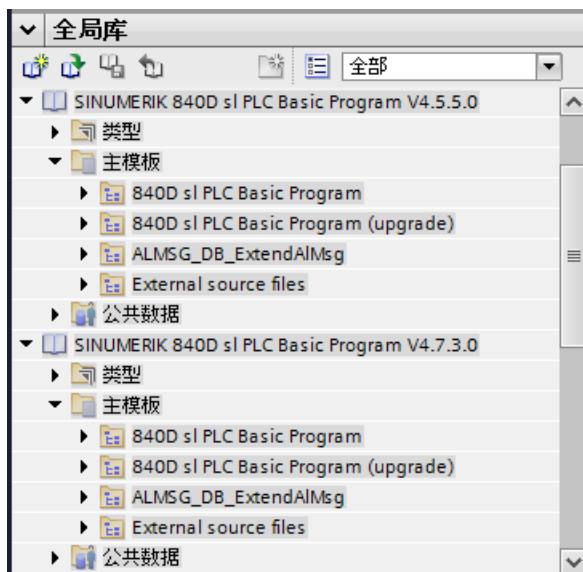 全局库
全部
SINUMERIK 840D sl PLC Basic Program V4.5.5.0
类型
主模板
840D sl PLC Basic Program
840D sl PLC Basic Program (upgrade)
ALMSG_DB_ExtendAlMsg
External source files
公共数据
SINUMERIK 840D sl PLC Basic Program V4.7.3.0
类型
主模板
840D sl PLC Basic Program
840D sl PLC Basic Program (upgrade)
ALMSG_DB_ExtendAlMsg
External source files
公共数据